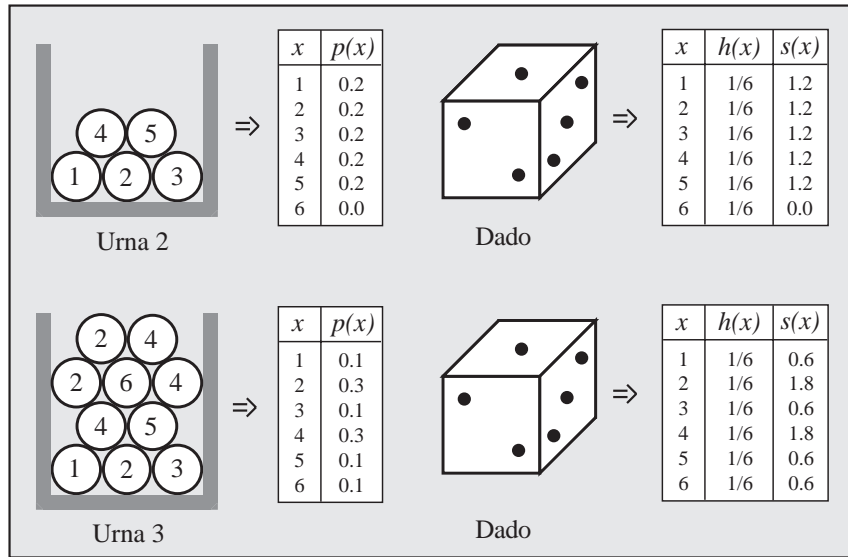 4 5
1 2 3
Urna 2
⇒
x p(x)
1 0.2
2 0.2
3 0.2
4 0.2
5 0.2
6 0.0
Dado
⇒
x h(x) s(x)
1 1/6 1.2
2 1/6 1.2
3 1/6 1.2
4 1/6 1.2
5 1/6 1.2
6 1/6 0.0
2 4
2 6 4
4 5
1 2 3
Urna 3
⇒
x p(x)
1 0.1
2 0.3
3 0.1
4 0.3
5 0.1
6 0.1
Dado
⇒
x h(x) s(x)
1 1/6 0.6
2 1/6 1.8
3 1/6 0.6
4 1/6 1.8
5 1/6 0.6
6 1/6 0.6